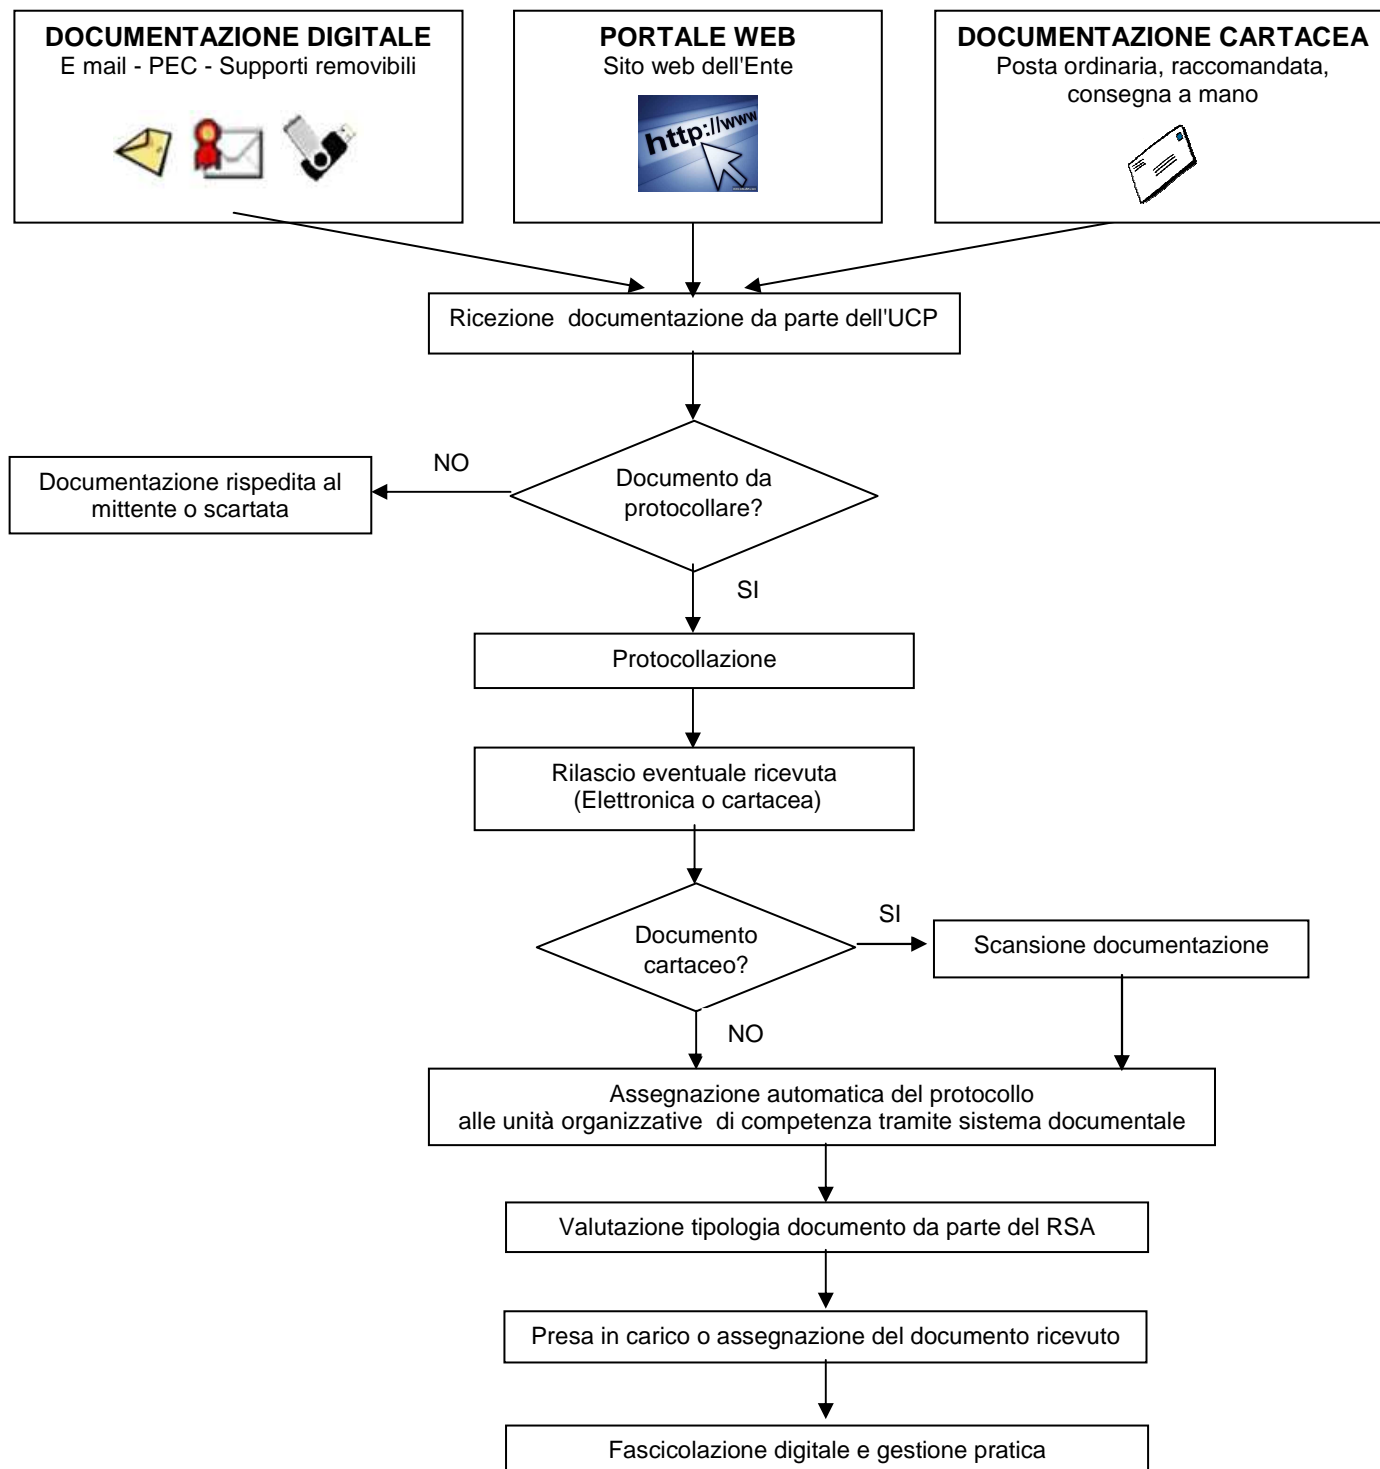 DOCUMENTAZIONE DIGITALE
E mail - PEC - Supporti removibili
PORTALE WEB
Sito web dell'Ente
http://www
DOCUMENTAZIONE CARTACEA
Posta ordinaria, raccomandata,
consegna a mano
Ricezione documentazione da parte dell'UCP
Documento da
protocollare?
NO
Documentazione rispedita al
mittente o scartata
SI
Protocollazione
Rilascio eventuale ricevuta
(Elettronica o cartacea)
Documento
cartaceo?
SI
Scansione documentazione
NO
Assegnazione automatica del protocollo
alle unità organizzative di competenza tramite sistema documentale
Valutazione tipologia documento da parte del RSA
Presa in carico o assegnazione del documento ricevuto
Fascicolazione digitale e gestione pratica